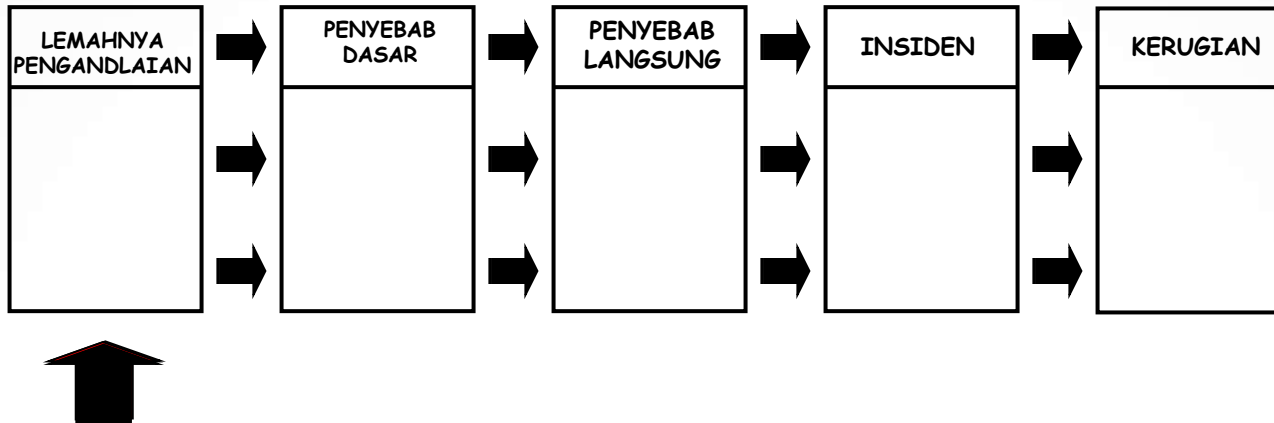 LEMAHNYA
PENGANDLAIAN
PENYEBAB
DASAR
PENYEBAB
LANGSUNG
INSIDEN
KERUGIAN